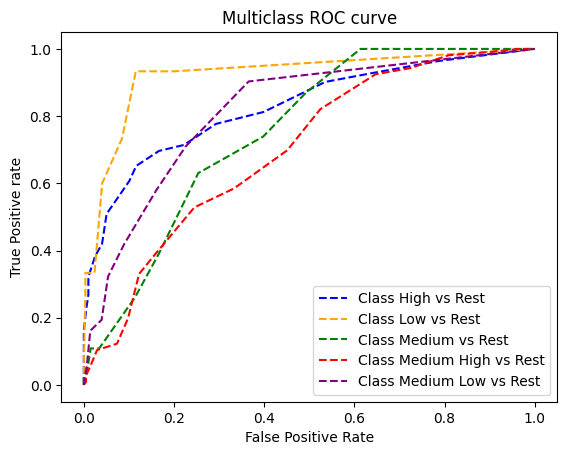 Multiclass ROC curve
True Positive rate
1.0
0.8
0.6
0.4
0.2
0.0
Class High vs Rest
Class Low vs Rest
Class Medium vs Rest
Class Medium High vs Rest
Class Medium Low vs Rest
0.0 0.2 0.4 0.6 0.8 1.0
False Positive Rate